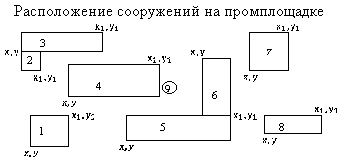 Расположение сооружений на промплощадке
x₁,y₁
3
x,y
2
x₁,y₁
4
x₁,y₁
x,y
9
x,y
6
x₁,y₁
7
x,y
1
x₁,y₁
x,y
5
x₁,y₁
x,y
8
x₁,y₁
x,y